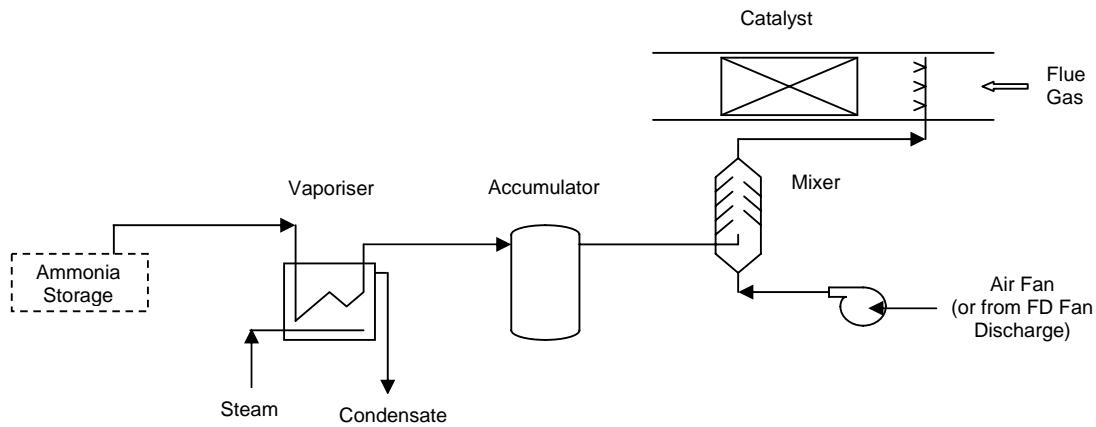 Catalyst
Flue
Gas
Vaporiser
Accumulator
Mixer
Ammonia
Storage
Air Fan
(or from FD Fan
Discharge)
Steam
Condensate